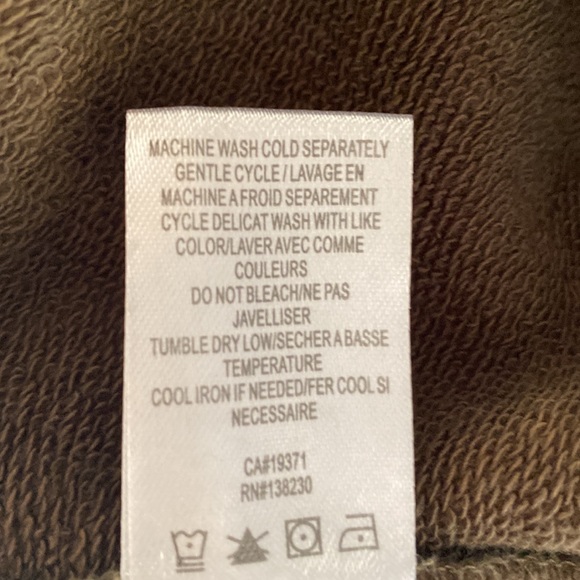 MACHINE WASH COLD SEPARATELY
GENTLE CYCLE / LAVAGE EN
MACHINE A FROID SEPAREMENT
CYCLE DELICAT WASH WITH LIKE
COLOR/LAVER AVEC COMME
COULEURS
DO NOT BLEACH/NE PAS
JAVELLISER
TUMBLE DRY LOW/SECHER A BASSE
TEMPERATURE
COOL IRON IF NEEDED/FER COOL SI
NECESSAIRE
CA#19371
RN#138230